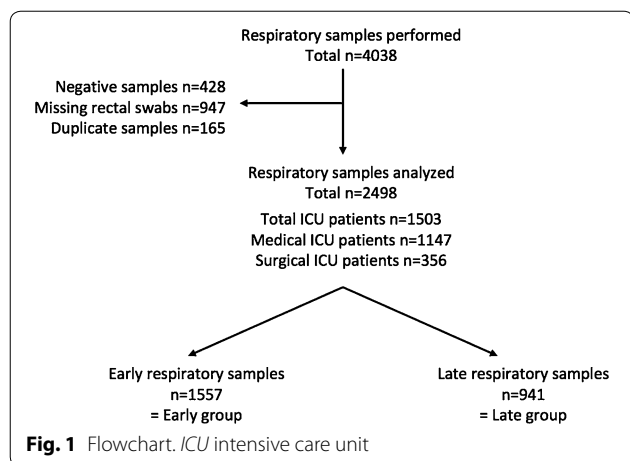 Respiratory samples performed
Total n=4038
Negative samples n=428
Missing rectal swabs n=947
Duplicate samples n=165
Respiratory samples analyzed
Total n=2498
Total ICU patients n=1503
Medical ICU patients n=1147
Surgical ICU patients n=356
Early respiratory samples
n=1557
= Early group
Late respiratory samples
n=941
= Late group
Fig. 1 Flowchart. ICU intensive care unit